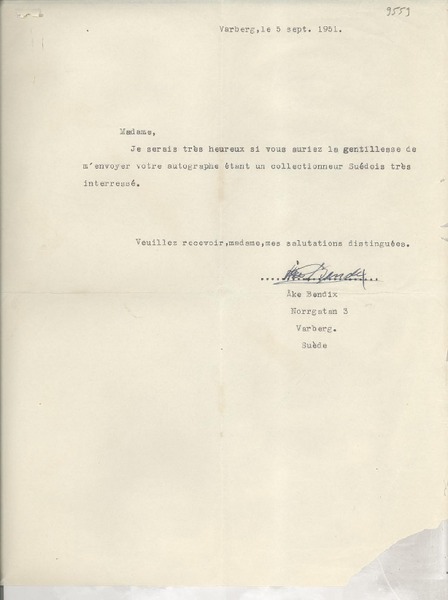 9559
Varberg,le 5 sept. 1951.
Madame,
Je serais très heureux si vous auriez la gentillesse de
m'envoyer votre autographe étant un collectionneur Suédois très
interressé.
Veuillez recevoir,madame,mes salutations distinguées.
Åke Bendix
Åke Bendix
Norrgatan 3
Varberg.
Suède